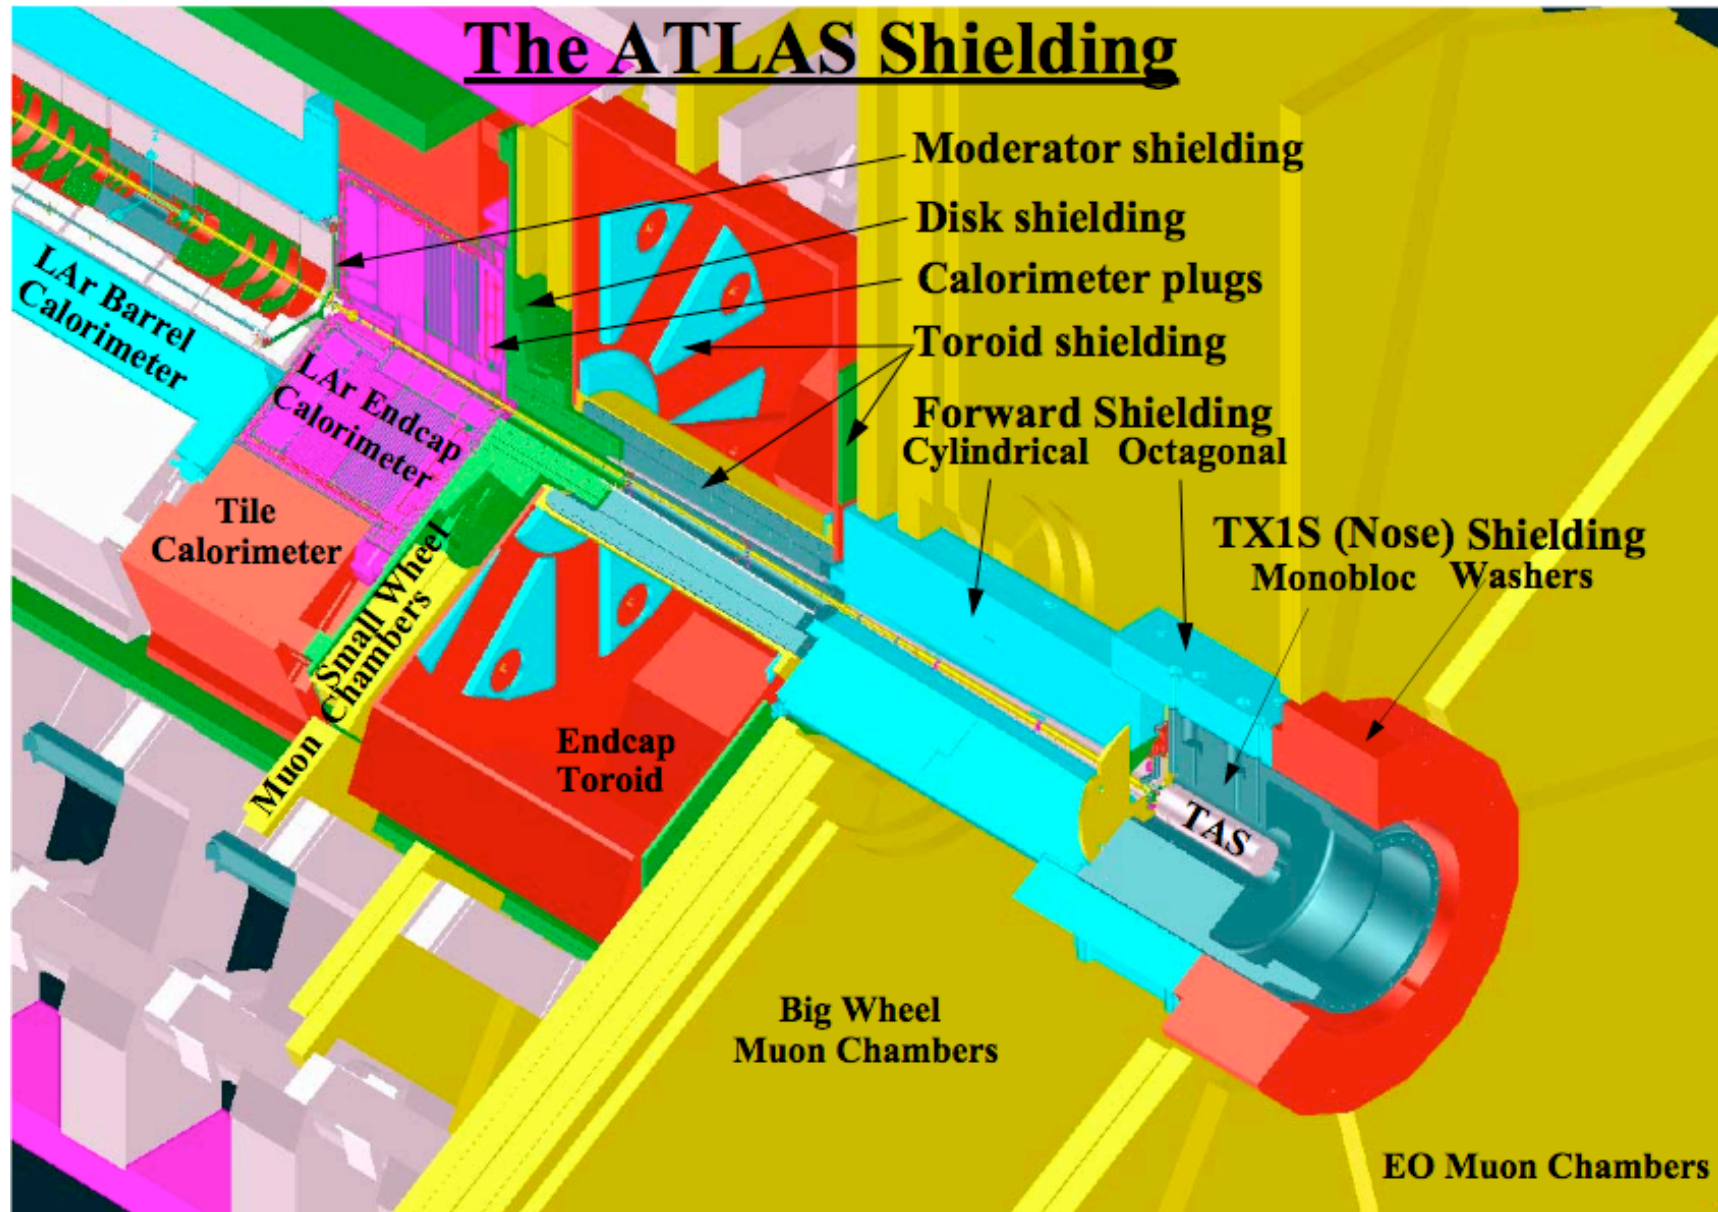 The ATLAS Shielding
Moderator shielding
Disk shielding
Calorimeter plugs
Toroid shielding
Forward Shielding
Cylindrical Octagonal
TX1S (Nose) Shielding
Monobloc Washers
LAr Barrel
Calorimeter
LAr Endcap
Calorimeter
Tile
Calorimeter
Muon Small Wheel
Chambers
Endcap
Toroid
TAS
Big Wheel
Muon Chambers
EO Muon Chambers